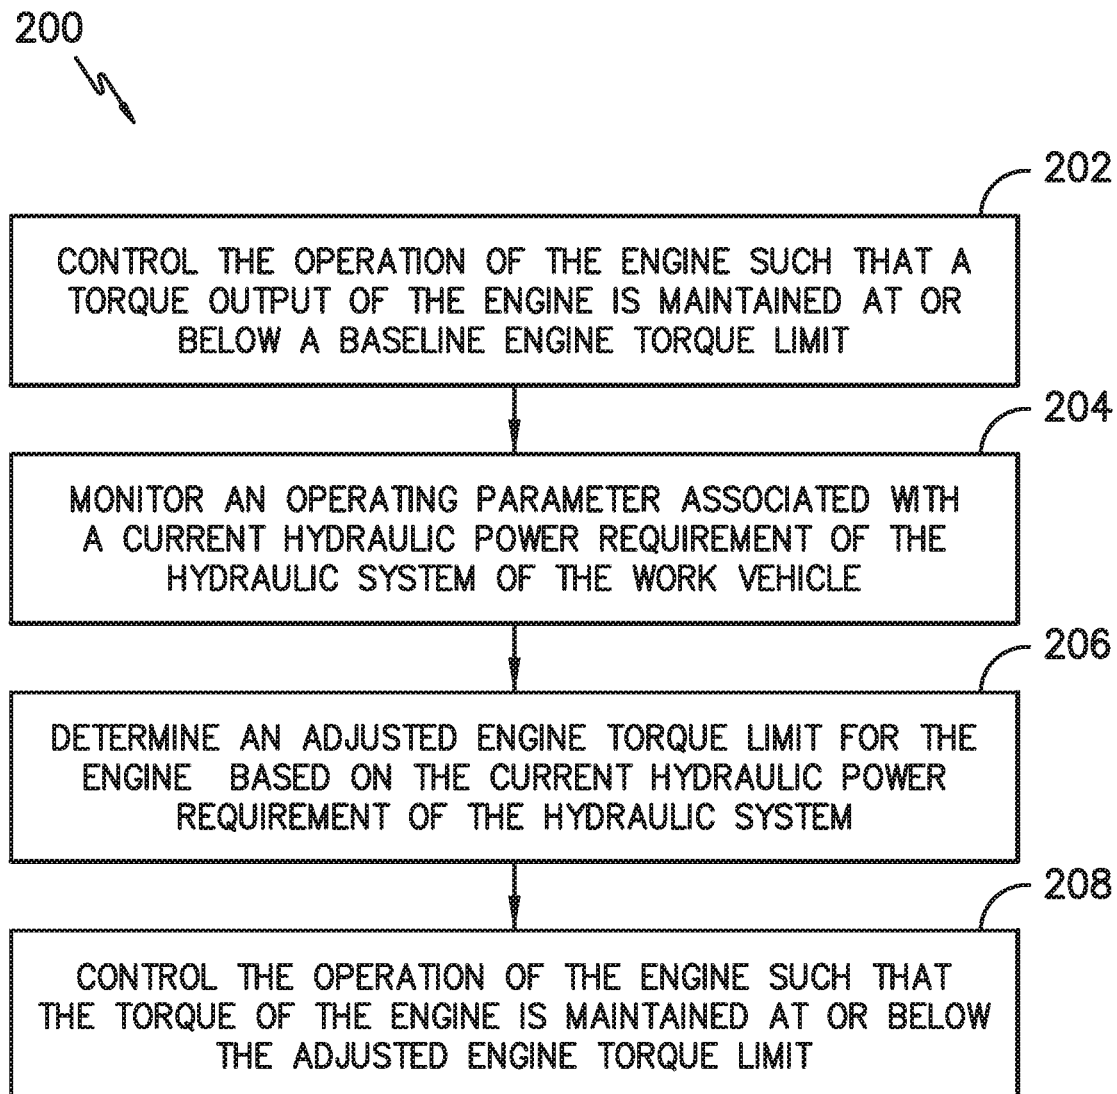 200
202
CONTROL THE OPERATION OF THE ENGINE SUCH THAT A
TORQUE OUTPUT OF THE ENGINE IS MAINTAINED AT OR
BELOW A BASELINE ENGINE TORQUE LIMIT
204
MONITOR AN OPERATING PARAMETER ASSOCIATED WITH
A CURRENT HYDRAULIC POWER REQUIREMENT OF THE
HYDRAULIC SYSTEM OF THE WORK VEHICLE
206
DETERMINE AN ADJUSTED ENGINE TORQUE LIMIT FOR THE
ENGINE BASED ON THE CURRENT HYDRAULIC POWER
REQUIREMENT OF THE HYDRAULIC SYSTEM
208
CONTROL THE OPERATION OF THE ENGINE SUCH THAT
THE TORQUE OF THE ENGINE IS MAINTAINED AT OR BELOW
THE ADJUSTED ENGINE TORQUE LIMIT